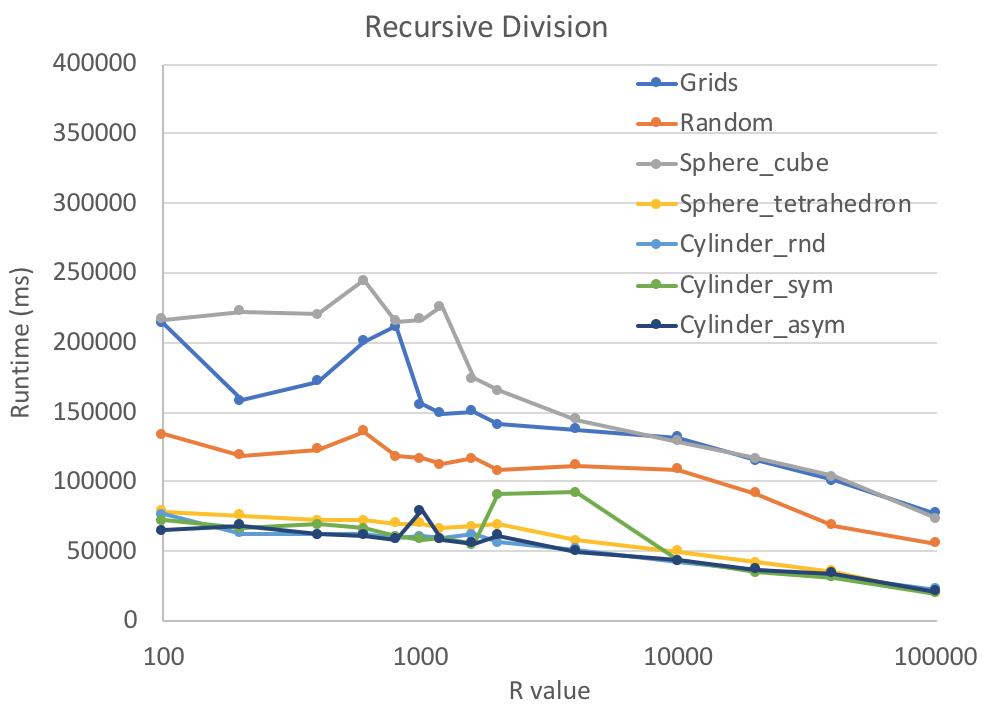 Recursive Division
400000
350000
300000
250000
200000
150000
100000
50000
0
Runtime (ms)
Grids
Random
Sphere_cube
Sphere_tetrahedron
Cylinder_rnd
Cylinder_sym
Cylinder_asym
100 1000 10000 100000
R value